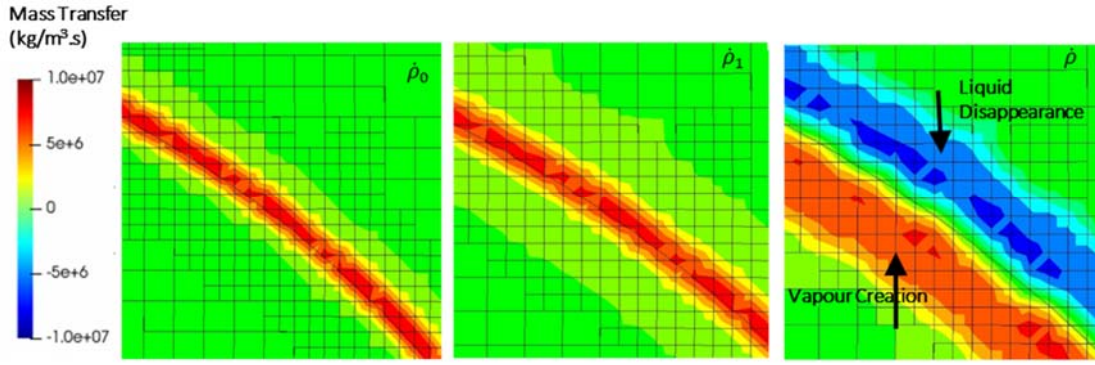 Mass Transfer
(kg/m³.s)
1.0e+07
5e+6
0
-5e+6
-1.0e+07
ρ̇₀
ρ̇₁
ρ̇
Liquid
Disappearance
Vapour Creation